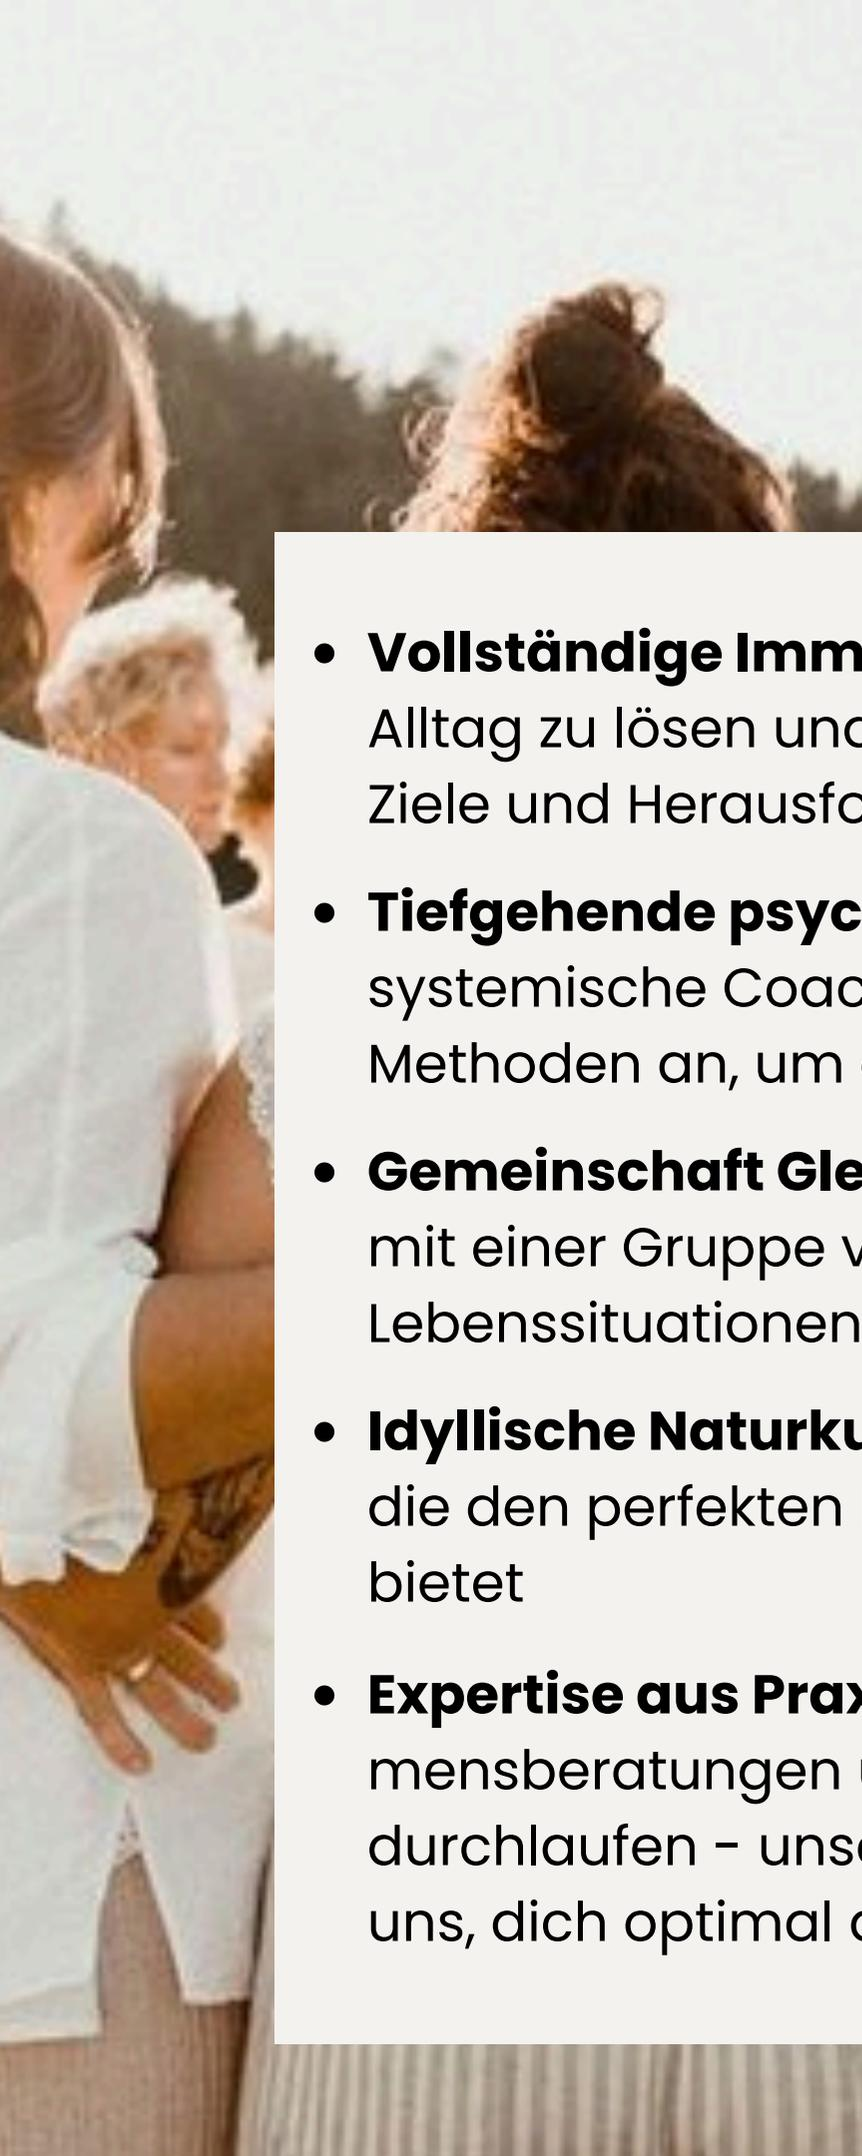 • Vollständige Imm
Alltag zu lösen und
Ziele und Herausfo
• Tiefgehende psyc
systemische Coac
Methoden an, um
• Gemeinschaft Gle
mit einer Gruppe v
Lebenssituationen
• Idyllische Naturku
die den perfekten
bietet
• Expertise aus Prax
mensberatungen u
durchlaufen - unse
uns, dich optimal